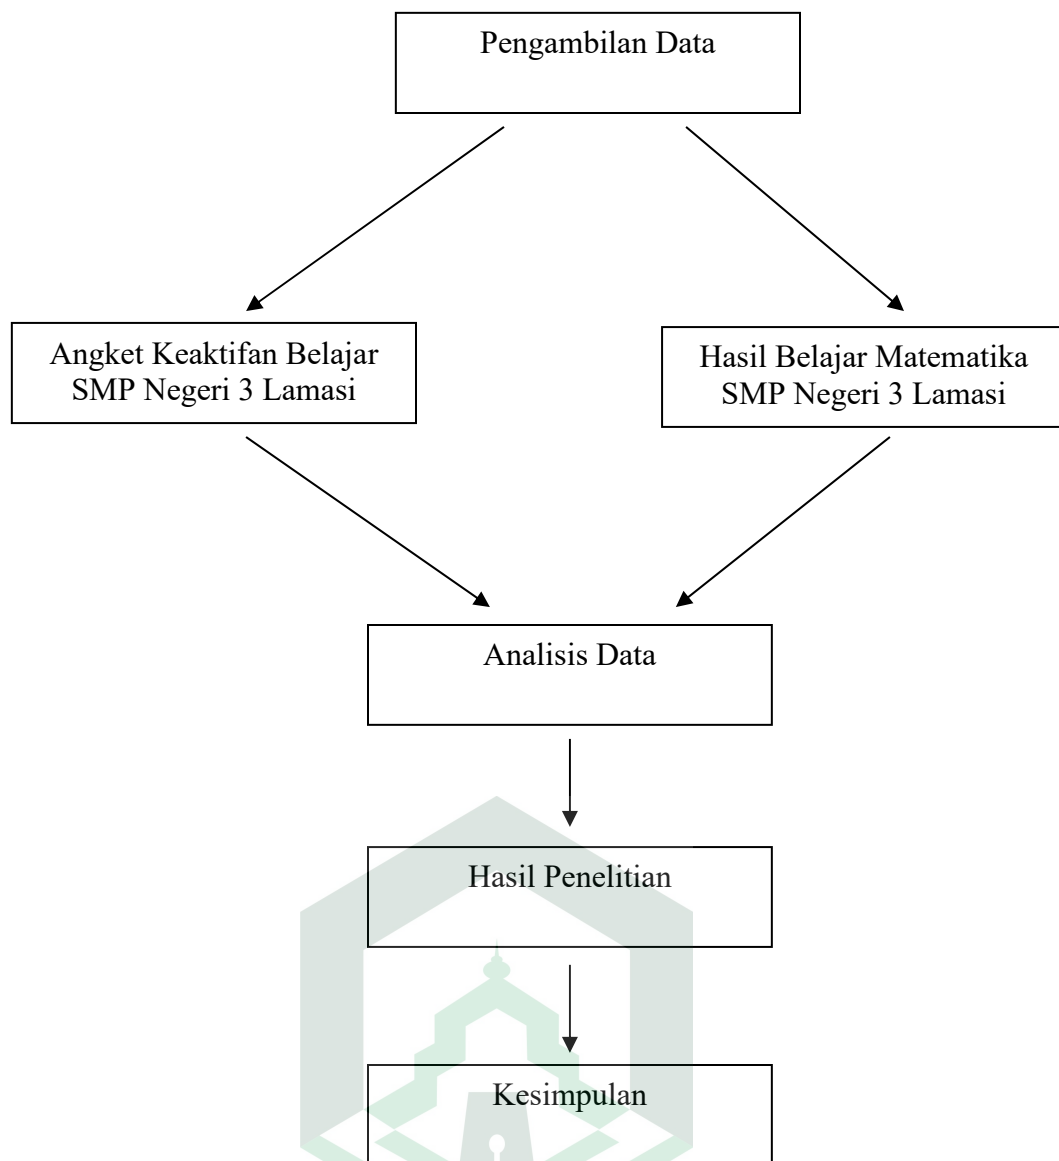 Pengambilan Data
Angket Keaktifan Belajar
SMP Negeri 3 Lamasi
Hasil Belajar Matematika
SMP Negeri 3 Lamasi
Analisis Data
Hasil Penelitian
Kesimpulan